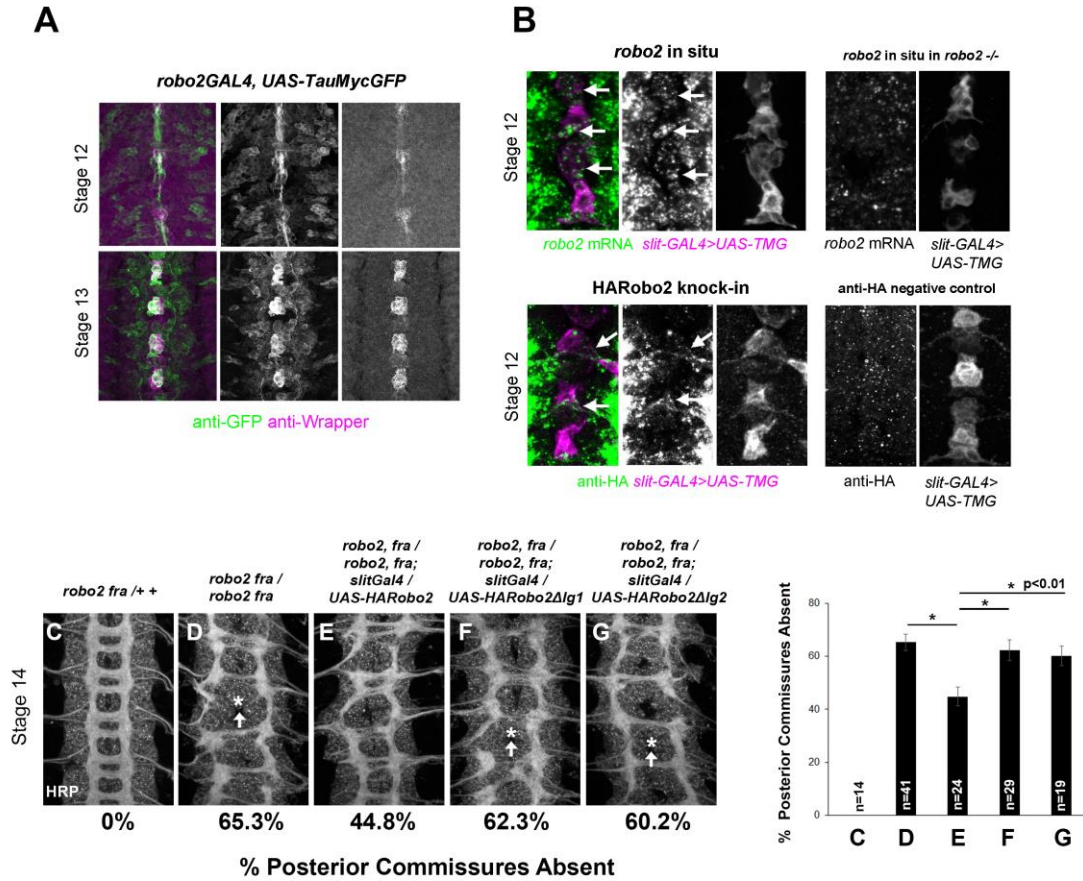 A
robo2GAL4, UAS-TauMycGFP
Stage 12
Stage 13
anti-GFP anti-Wrapper
B
robo2 in situ
robo2 in situ in robo2 -/-
Stage 12
robo2 mRNA slit-GAL4>UAS-TMG
robo2 mRNA
slit-GAL4>
UAS-TMG
HARobo2 knock-in
anti-HA negative control
Stage 12
anti-HA slit-GAL4>UAS-TMG
anti-HA
slit-GAL4>
UAS-TMG
robo2 fra /+ +
robo2 fra /
robo2 fra
robo2, fra /
robo2, fra;
slitGal4 /
UAS-HARobo2
robo2, fra /
robo2, fra;
slitGal4 /
UAS-HARobo2ΔIg1
robo2, fra /
robo2, fra;
slitGal4 /
UAS-HARobo2ΔIg2
Stage 14
C
D
E
F
G
*
*
*
HRP
0%
65.3%
44.8%
62.3%
60.2%
% Posterior Commissures Absent
% Posterior Commissures Absent
80
60
40
20
0
* p<0.01
*
*
n=14
n=41
n=24
n=29
n=19
C D E F G